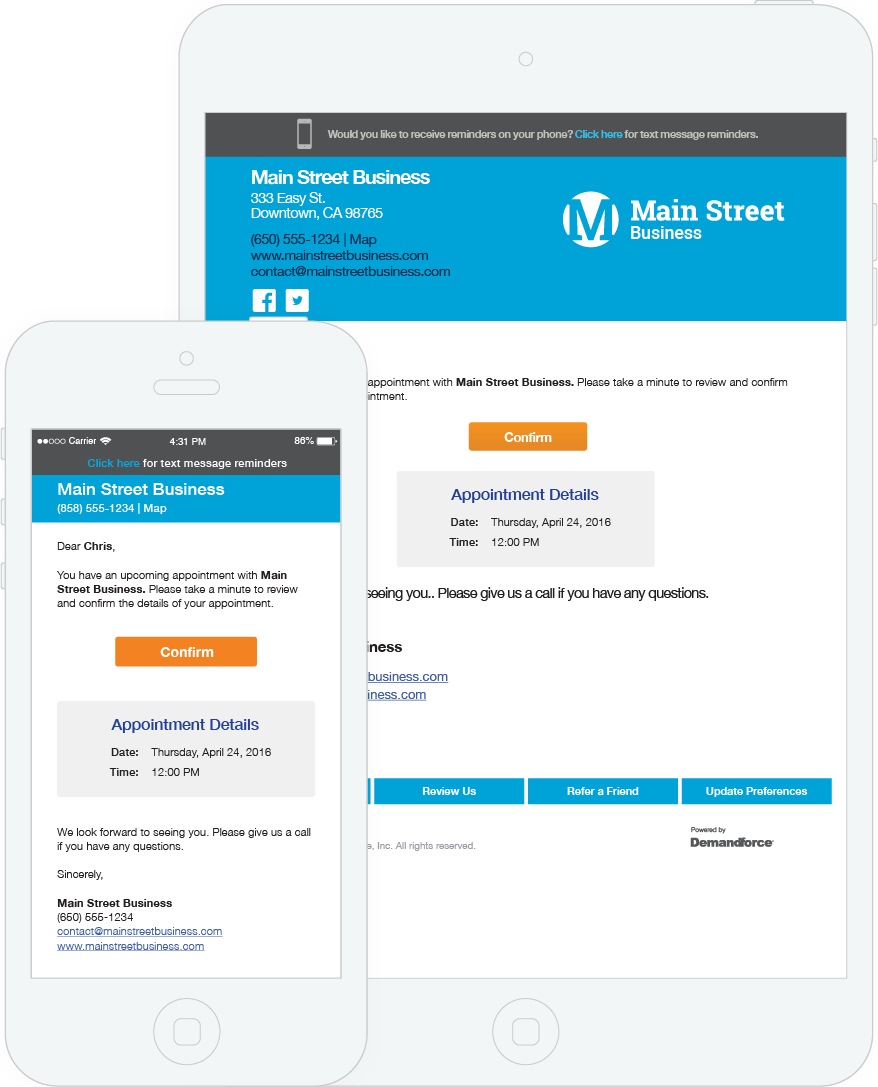 Would you like to receive reminders on your phone? Click here for text message reminders.
Main Street Business
333 Easy St.
Downtown, CA 98765
(650) 555-1234 | Map
www.mainstreetbusiness.com
contact@mainstreetbusiness.com
M Main Street
Business
appointment with Main Street Business. Please take a minute to review and confirm
intment.
Confirm
Appointment Details
Date: Thursday, April 24, 2016
Time: 12:00 PM
seeing you.. Please give us a call if you have any questions.
iness
business.com
iness.com
Review Us
Refer a Friend
Update Preferences
e, Inc. All rights reserved.
Powered by
Demandforce
Carrier 4:31 PM 86%
Click here for text message reminders
Main Street Business
(858) 555-1234 | Map
Dear Chris,
You have an upcoming appointment with Main
Street Business. Please take a minute to review
and confirm the details of your appointment.
Confirm
Appointment Details
Date: Thursday, April 24, 2016
Time: 12:00 PM
We look forward to seeing you. Please give us a call
if you have any questions.
Sincerely,
Main Street Business
(650) 555-1234
contact@mainstreetbusiness.com
www.mainstreetbusiness.com